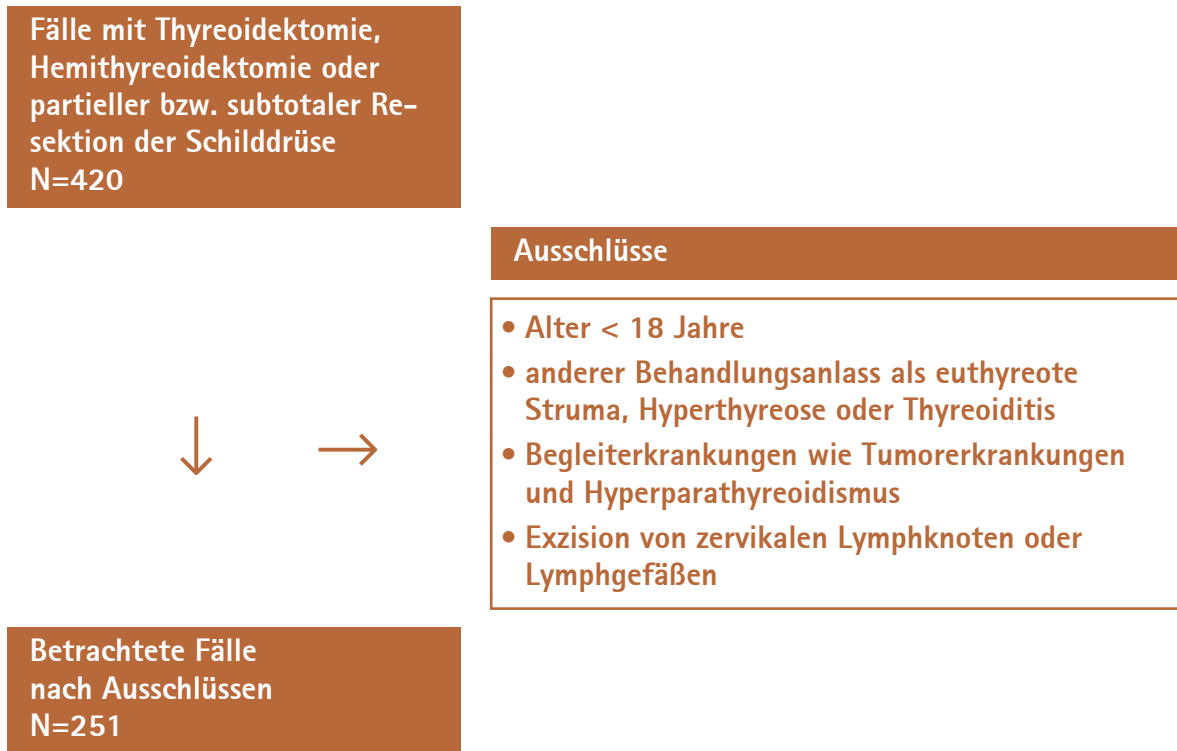 Fälle mit Thyreoidektomie,
Hemithyreoidektomie oder
partieller bzw. subtotaler Re-
sektion der Schilddrüse
N=420
Ausschlüsse
• Alter < 18 Jahre
• anderer Behandlungsanlass als euthyreote
Struma, Hyperthyreose oder Thyreoiditis
• Begleiterkrankungen wie Tumorerkrankungen
und Hyperparathyreoidismus
• Exzision von zervikalen Lymphknoten oder
Lymphgefäßen
↓ →
Betrachtete Fälle
nach Ausschlüssen
N=251